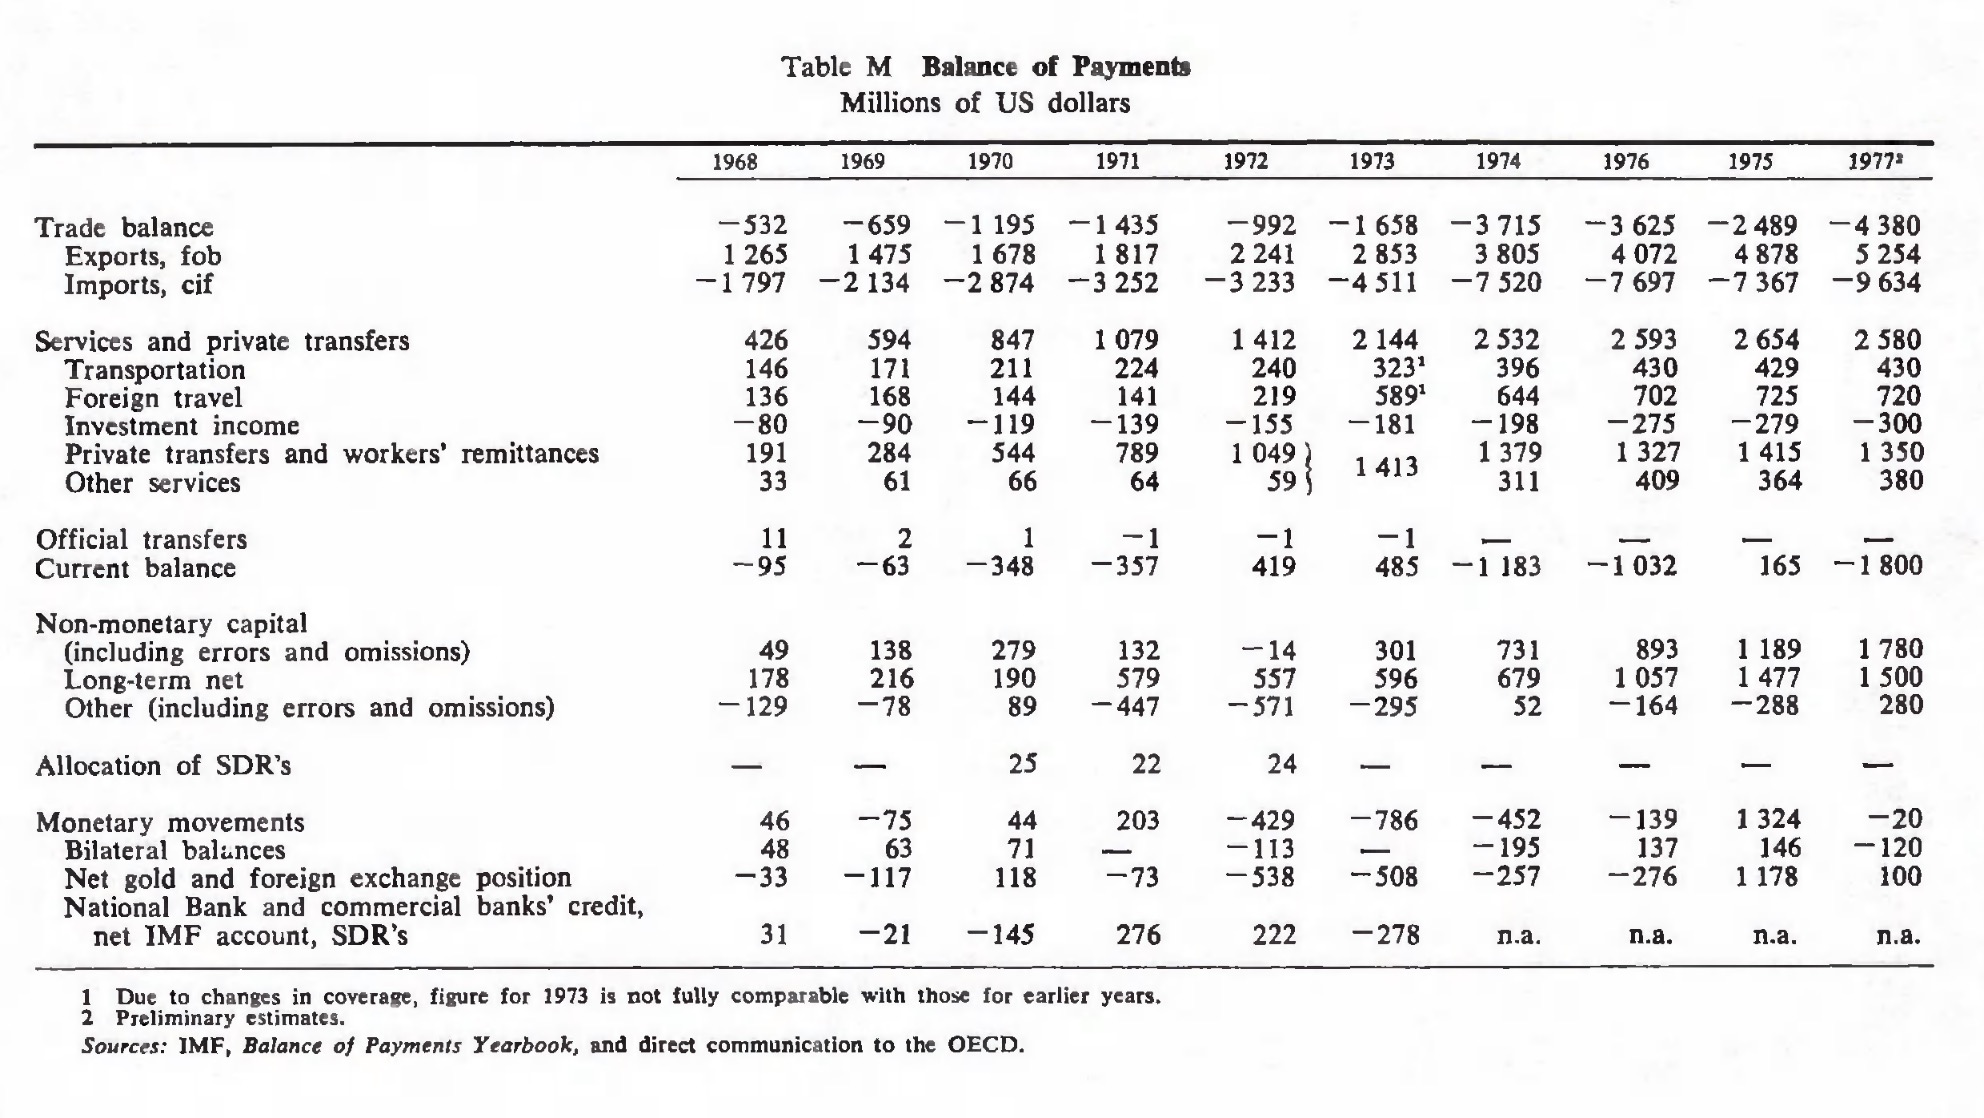 Table M Balance of Payments
Millions of US dollars
1968 1969 1970 1971 1972 1973 1974 1976 1975 1977²
Trade balance −532 −659 −1 195 −1 435 −992 −1 658 −3 715 −3 625 −2 489 −4 380
Exports, fob 1 265 1 475 1 678 1 817 2 241 2 853 3 805 4 072 4 878 5 254
Imports, cif −1 797 −2 134 −2 874 −3 252 −3 233 −4 511 −7 520 −7 697 −7 367 −9 634
Services and private transfers 426 594 847 1 079 1 412 2 144 2 532 2 593 2 654 2 580
Transportation 146 171 211 224 240 323¹ 396 430 429 430
Foreign travel 136 168 144 141 219 589¹ 644 702 725 720
Investment income −80 −90 −119 −139 −155 −181 −198 −275 −279 −300
Private transfers and workers' remittances 191 284 544 789 1 049 } 1 413 1 379 1 327 1 415 1 350
Other services 33 61 66 64 59 311 409 364 380
Official transfers 11 2 1 −1 −1 −1 — — — —
Current balance −95 −63 −348 −357 419 485 −1 183 −1 032 165 −1 800
Non-monetary capital
(including errors and omissions) 49 138 279 132 −14 301 731 893 1 189 1 780
Long-term net 178 216 190 579 557 596 679 1 057 1 477 1 500
Other (including errors and omissions) −129 −78 89 −447 −571 −295 52 −164 −288 280
Allocation of SDR's — — 25 22 24 — — — — —
Monetary movements 46 −75 44 203 −429 −786 −452 −139 1 324 −20
Bilateral balances 48 63 71 — −113 — −195 137 146 −120
Net gold and foreign exchange position −33 −117 118 −73 −538 −508 −257 −276 1 178 100
National Bank and commercial banks' credit,
net IMF account, SDR's 31 −21 −145 276 222 −278 n.a. n.a. n.a. n.a.
1 Due to changes in coverage, figure for 1973 is not fully comparable with those for earlier years.
2 Preliminary estimates.
Sources: IMF, Balance of Payments Yearbook, and direct communication to the OECD.